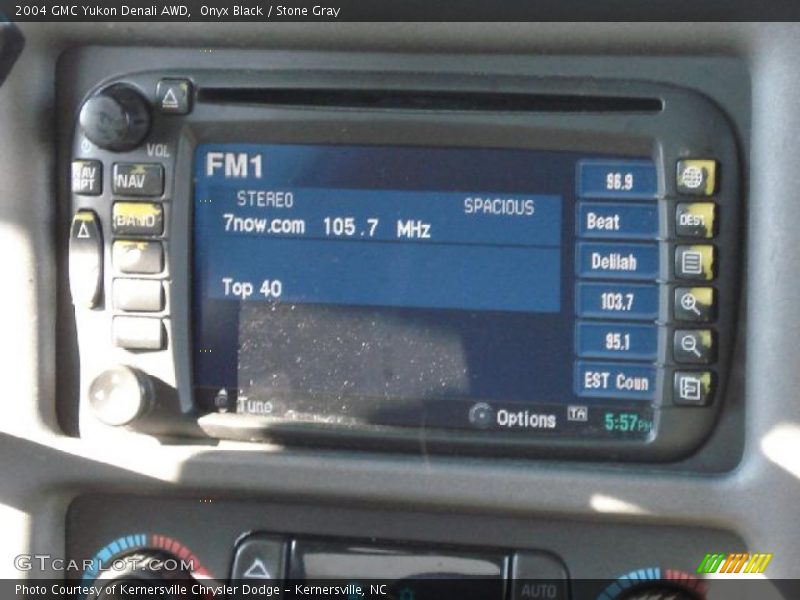 2004 GMC Yukon Denali AWD, Onyx Black / Stone Gray
VOL
FM1
NAV RPT
NAV
96.9
STEREO
SPACIOUS
DEST
BAND
7now.com 105.7 MHz
Beat
Delilah
Top 40
103.7
95.1
EST Coun
Tune
Options
TA
5:57PM
AUTO
GTCARLOT.COM
Photo Courtesy of Kernersville Chrysler Dodge - Kernersville, NC